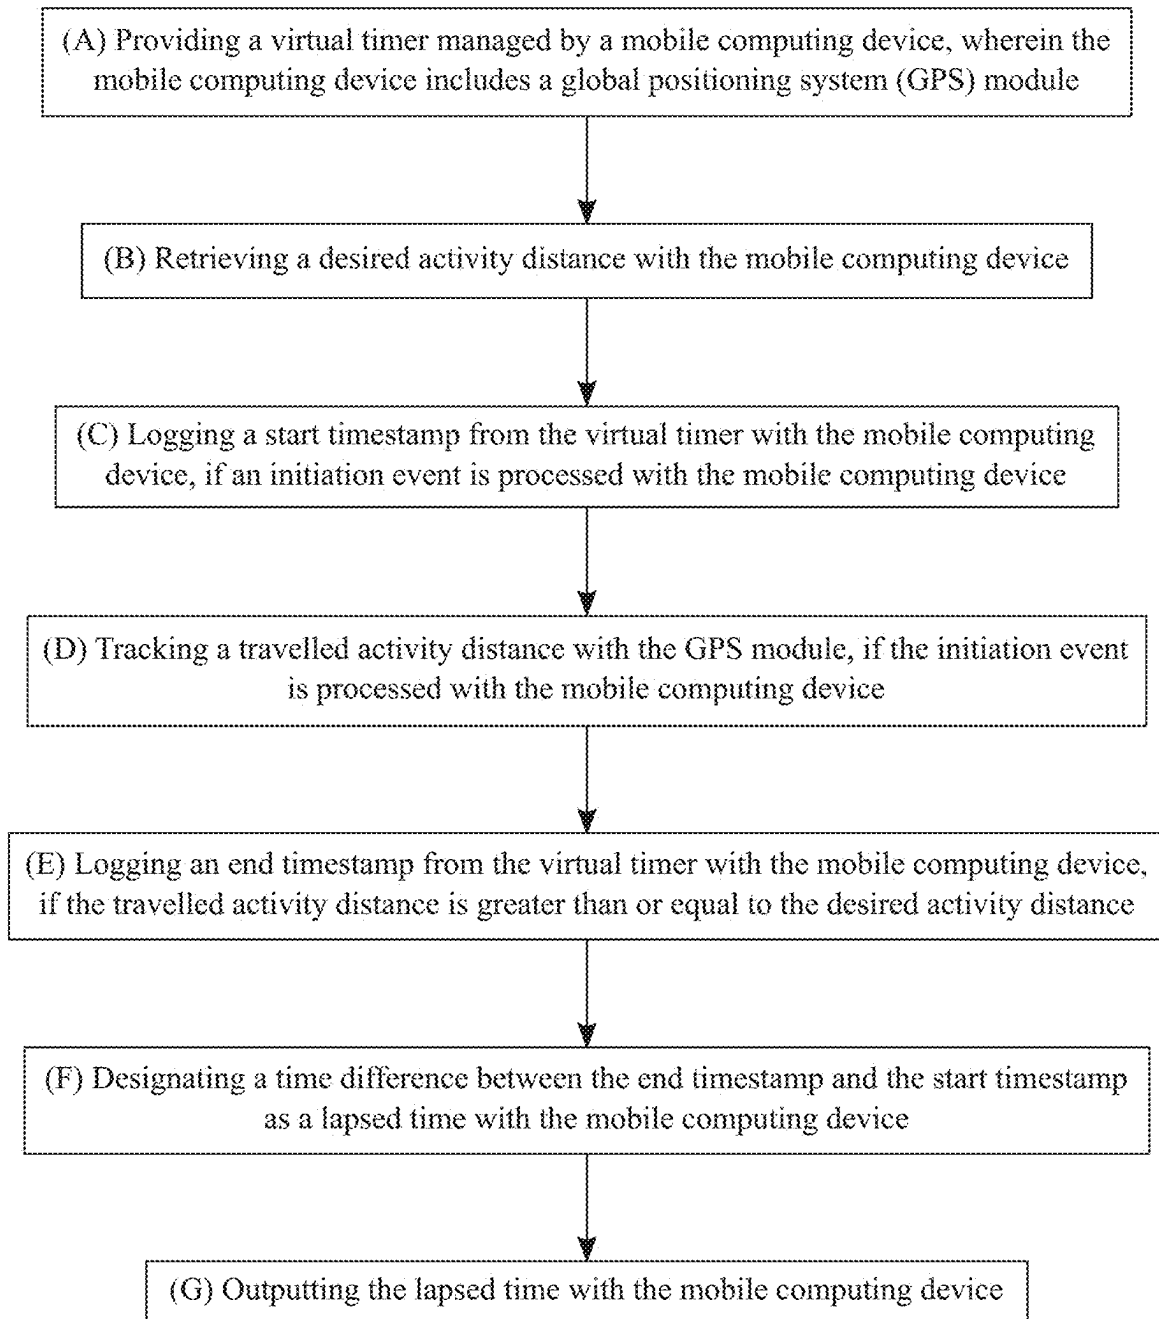 (A) Providing a virtual timer managed by a mobile computing device, wherein the
mobile computing device includes a global positioning system (GPS) module
(B) Retrieving a desired activity distance with the mobile computing device
(C) Logging a start timestamp from the virtual timer with the mobile computing
device, if an initiation event is processed with the mobile computing device
(D) Tracking a travelled activity distance with the GPS module, if the initiation event
is processed with the mobile computing device
(E) Logging an end timestamp from the virtual timer with the mobile computing device,
if the travelled activity distance is greater than or equal to the desired activity distance
(F) Designating a time difference between the end timestamp and the start timestamp
as a lapsed time with the mobile computing device
(G) Outputting the lapsed time with the mobile computing device